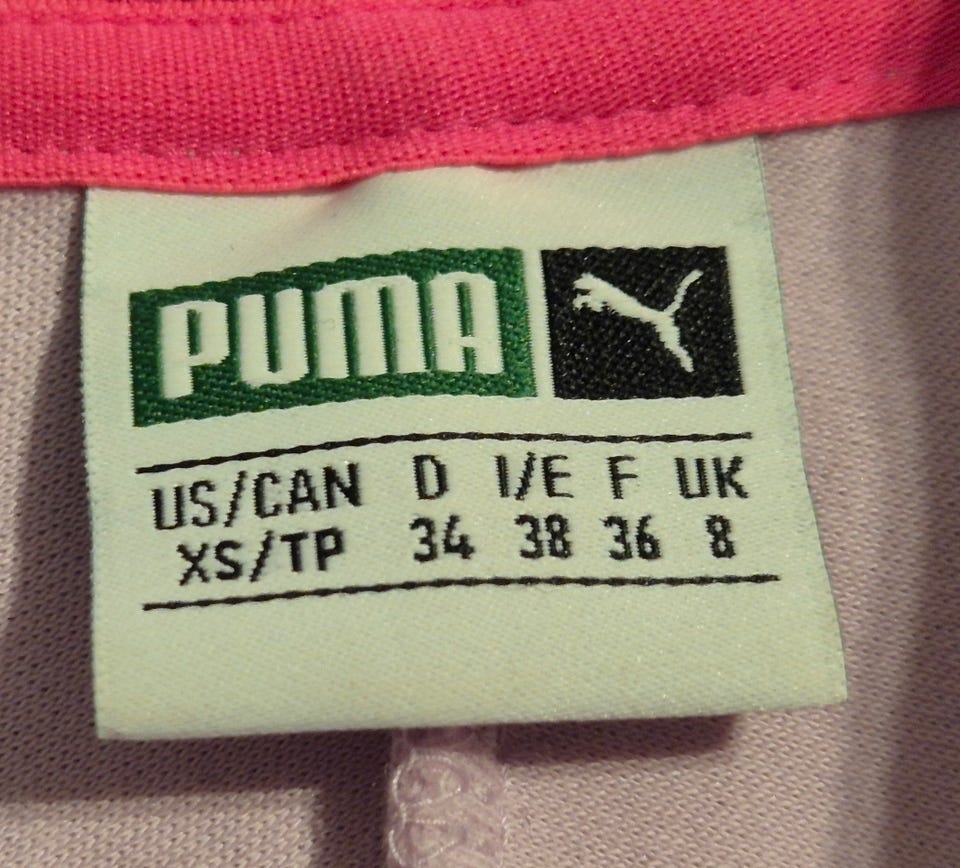 PUMA
US/CAN D I/E F UK
XS/TP 34 38 36 8